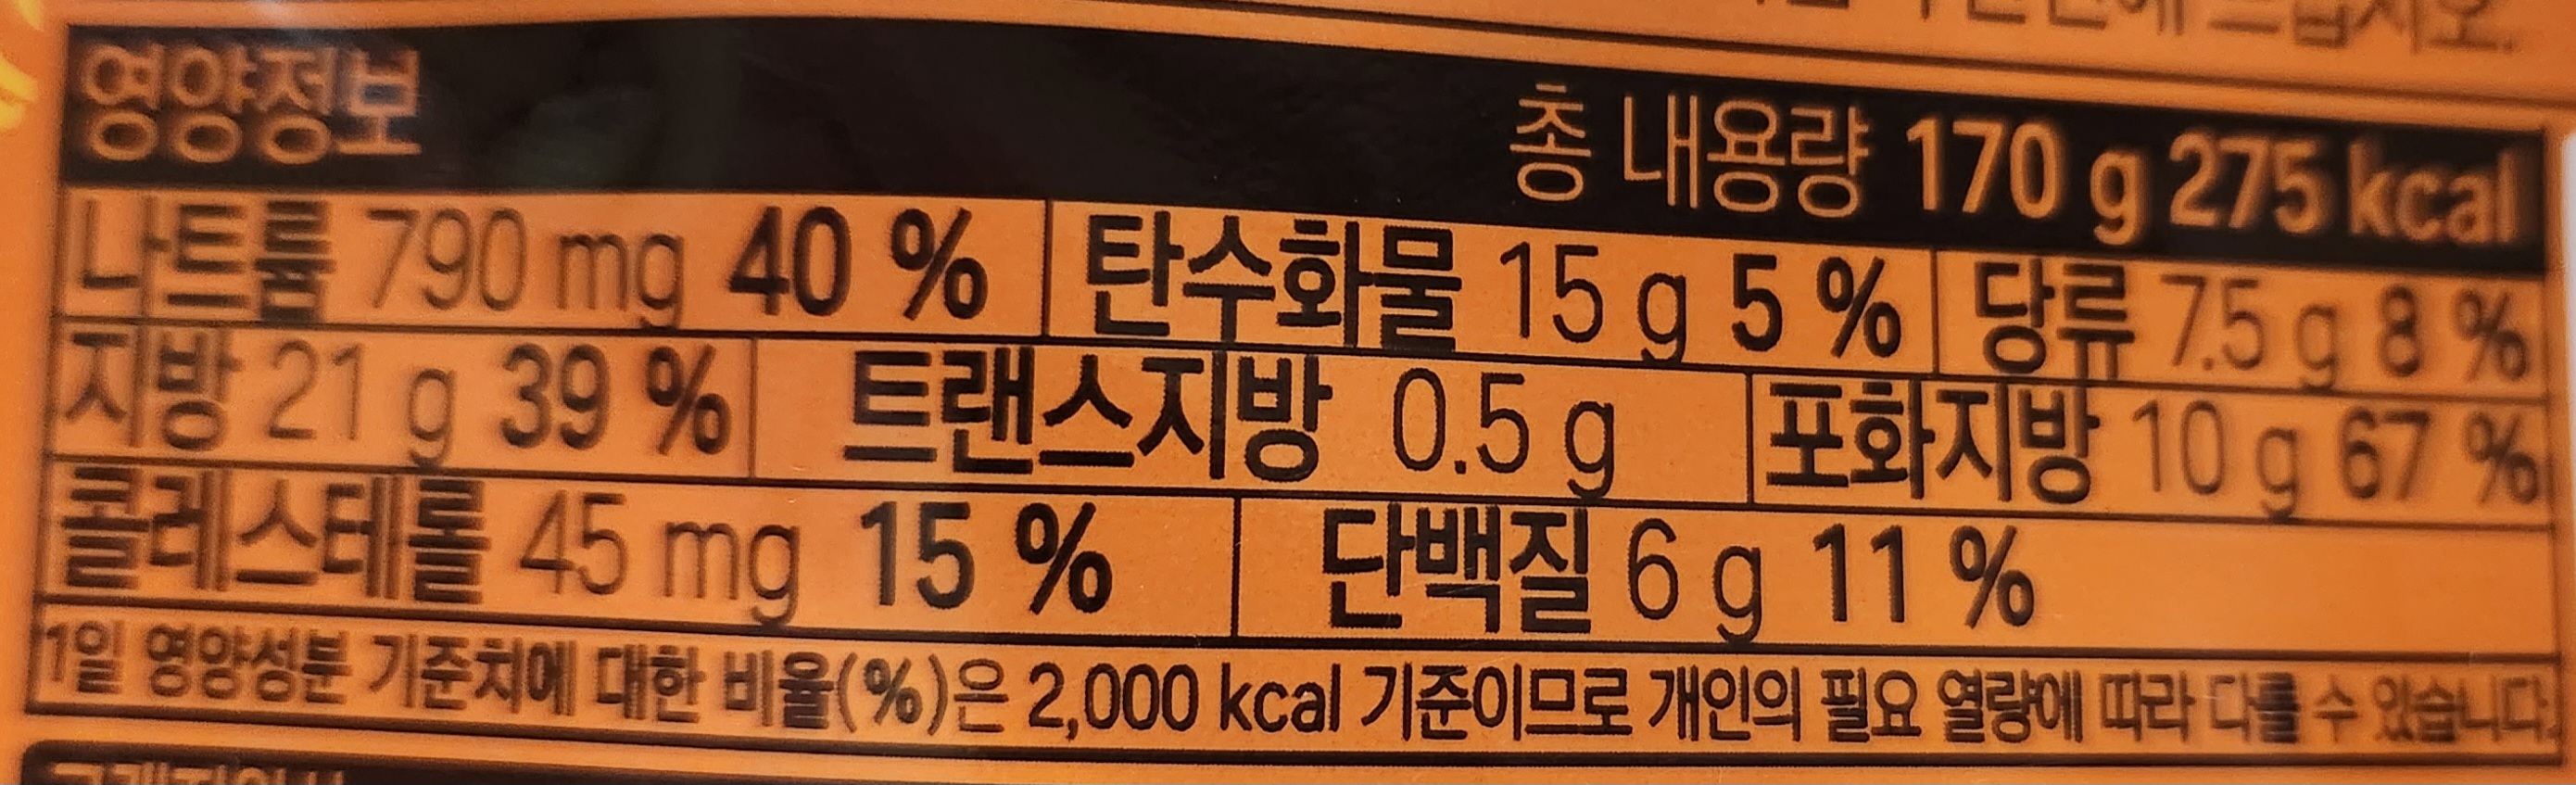 영양정보
총 내용량 170 g 275 kcal
나트륨 790 mg 40 % 탄수화물 15 g 5 % 당류 7.5 g 8 %
지방 21 g 39 % 트랜스지방 0.5 g 포화지방 10 g 67 %
콜레스테롤 45 mg 15 % 단백질 6 g 11 %
1일 영양성분 기준치에 대한 비율(%)은 2,000 kcal 기준이므로 개인의 필요 열량에 따라 다를 수 있습니다.